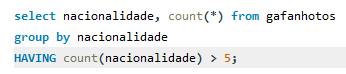 select nacionalidade, count(*) from gafanhotos
group by nacionalidade
HAVING count(nacionalidade) > 5;